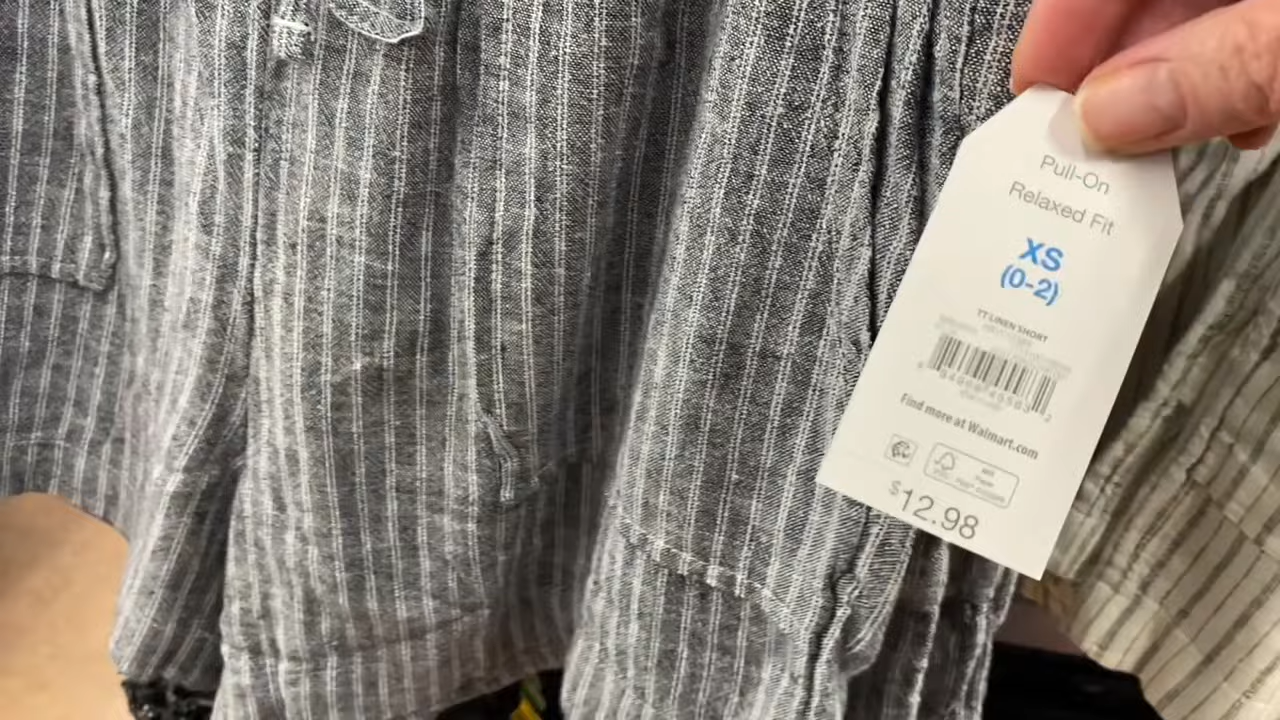 Pull-On
Relaxed Fit
XS
(0-2)
TT LINEN SHORT
Find more at Walmart.com
$12.98